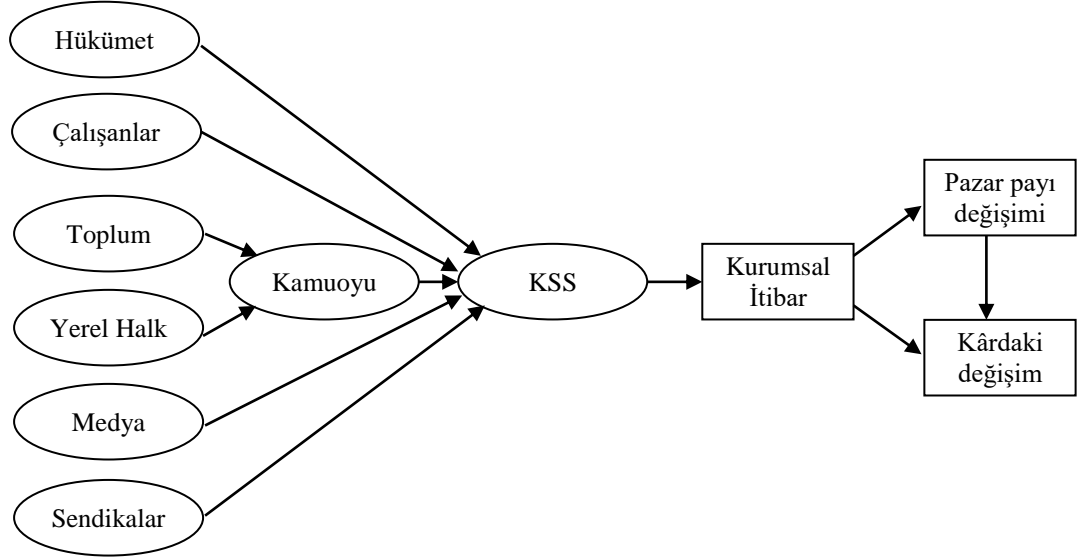 Hükümet
Çalışanlar
Toplum
Yerel Halk
Medya
Sendikalar
Kamuoyu
KSS
Kurumsal
İtibar
Pazar payı
değişimi
Kârdaki
değişim